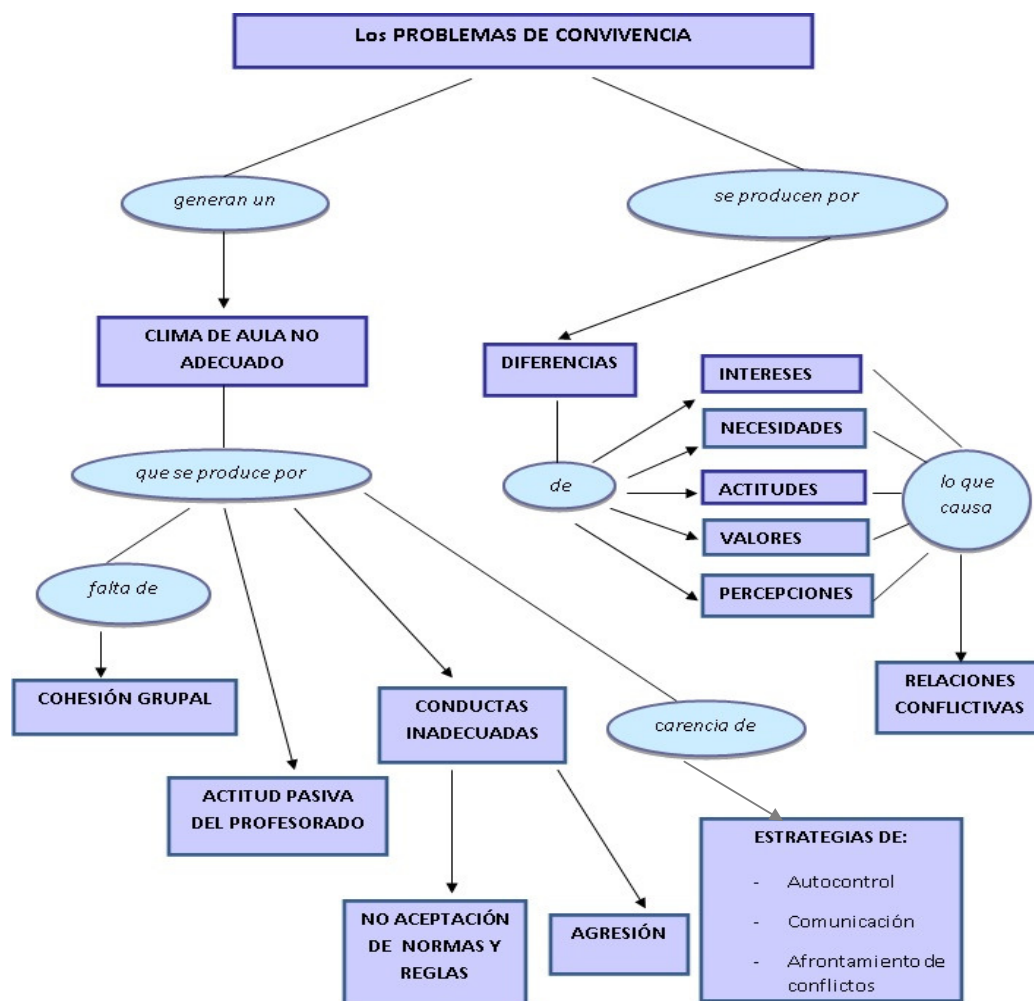 Los PROBLEMAS DE CONVIVENCIA
generan un
se producen por
CLIMA DE AULA NO
ADECUADO
DIFERENCIAS
INTERESES
NECESIDADES
ACTITUDES
VALORES
PERCEPCIONES
de
lo que
causa
que se produce por
falta de
COHESIÓN GRUPAL
CONDUCTAS
INADECUADAS
carencia de
RELACIONES
CONFLICTIVAS
ACTITUD PASIVA
DEL PROFESORADO
NO ACEPTACIÓN
DE NORMAS Y
REGLAS
AGRESIÓN
ESTRATEGIAS DE:
- Autocontrol
- Comunicación
- Afrontamiento de
conflictos